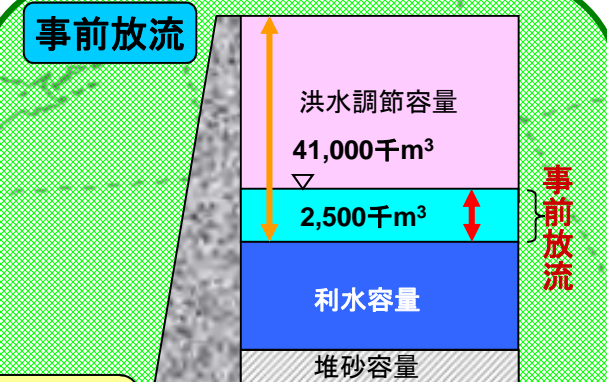 事前放流
洪水調節容量
41,000千m³
2,500千m³
事前放流
利水容量
堆砂容量